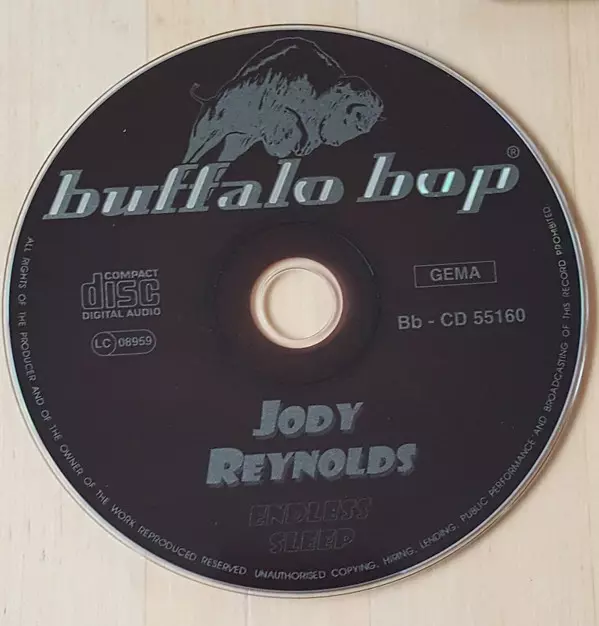 buffalo bop®
COMPACT
disc
DIGITAL AUDIO
GEMA
LC 08959
Bb - CD 55160
JODY
REYNOLDS
ENDLESS
SLEEP
ALL RIGHTS OF THE PRODUCER AND OF THE OWNER OF THE WORK REPRODUCED RESERVED. UNAUTHORISED COPYING, HIRING, LENDING, PUBLIC PERFORMANCE AND BROADCASTING OF THIS RECORD PROHIBITED